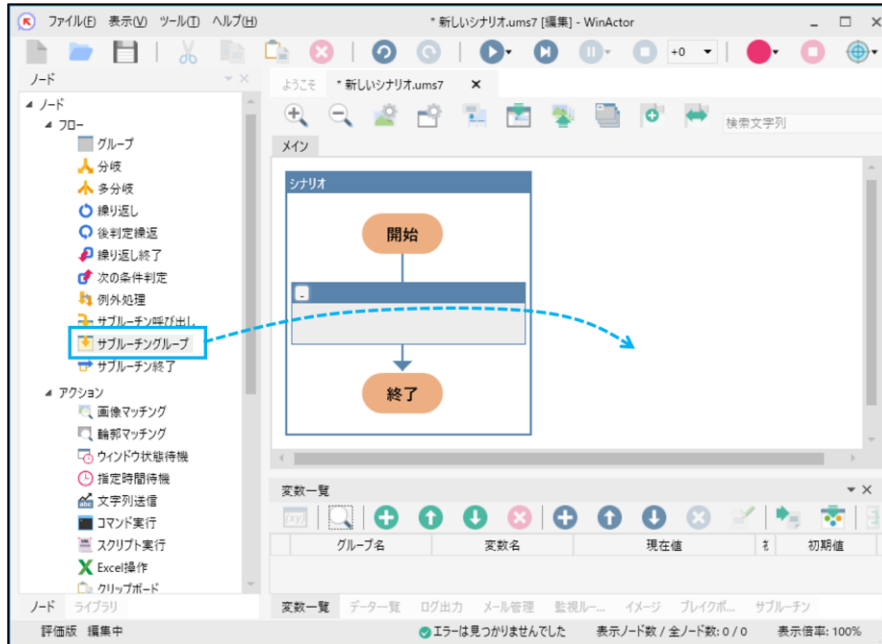 ファイル(F) 表示(V) ツール(T) ヘルプ(H)
* 新しいシナリオ.ums7 [編集] - WinActor
+0
ノード
ようこそ * 新しいシナリオ.ums7
検索文字列
メイン
ノード
フロー
グループ
分岐
多分岐
繰り返し
後判定繰返
繰り返し終了
次の条件判定
例外処理
サブルーチン呼び出し
サブルーチングループ
サブルーチン終了
アクション
画像マッチング
輪郭マッチング
ウィンドウ状態待機
指定時間待機
文字列送信
コマンド実行
スクリプト実行
Excel操作
クリップボード
ノード ライブラリ
シナリオ
開始
終了
変数一覧
グループ名 変数名 現在値 初期値
変数一覧 データ一覧 ログ出力 メール管理 監視ルー... イメージ ブレイクポ... サブルーチン
評価版 編集中 エラーは見つかりませんでした 表示ノード数 / 全ノード数: 0 / 0 表示倍率: 100%